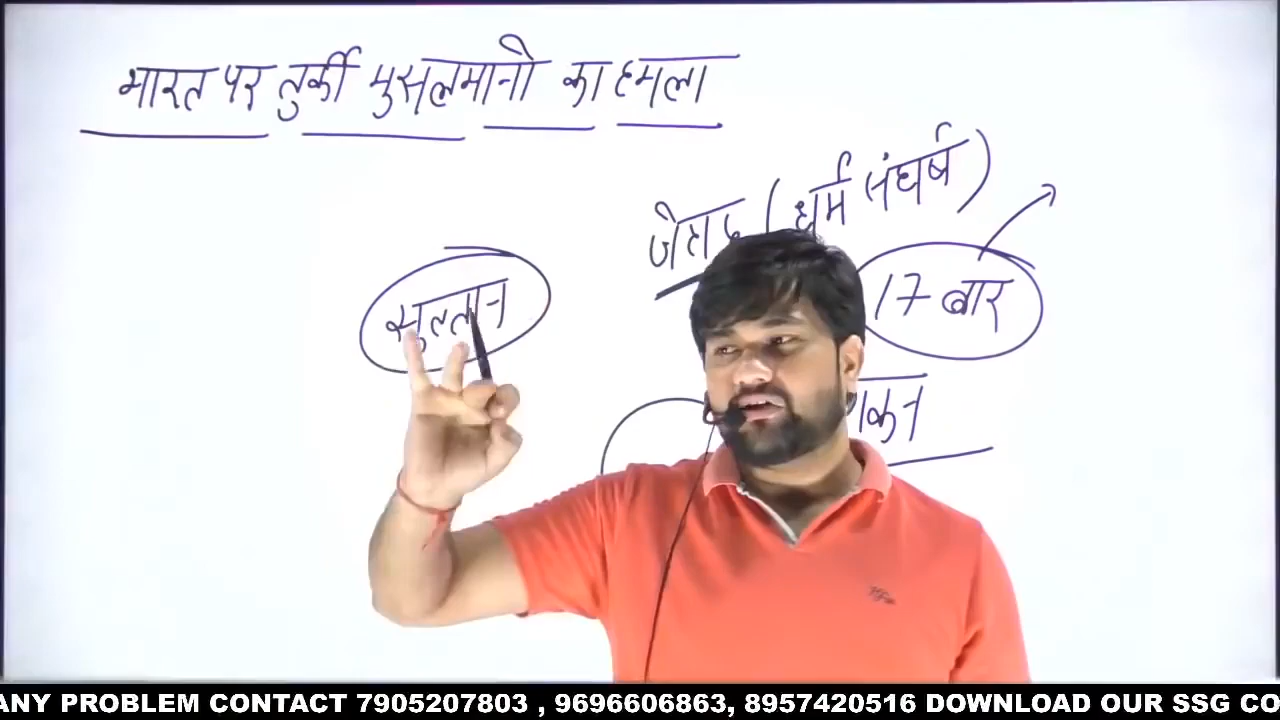 भारत पर तुर्की मुसलमानो का हमला
जेहाद (धर्म संघर्ष)
सुल्तान
17 बार
ANY PROBLEM CONTACT 7905207803 , 9696606863, 8957420516 DOWNLOAD OUR SSG CO